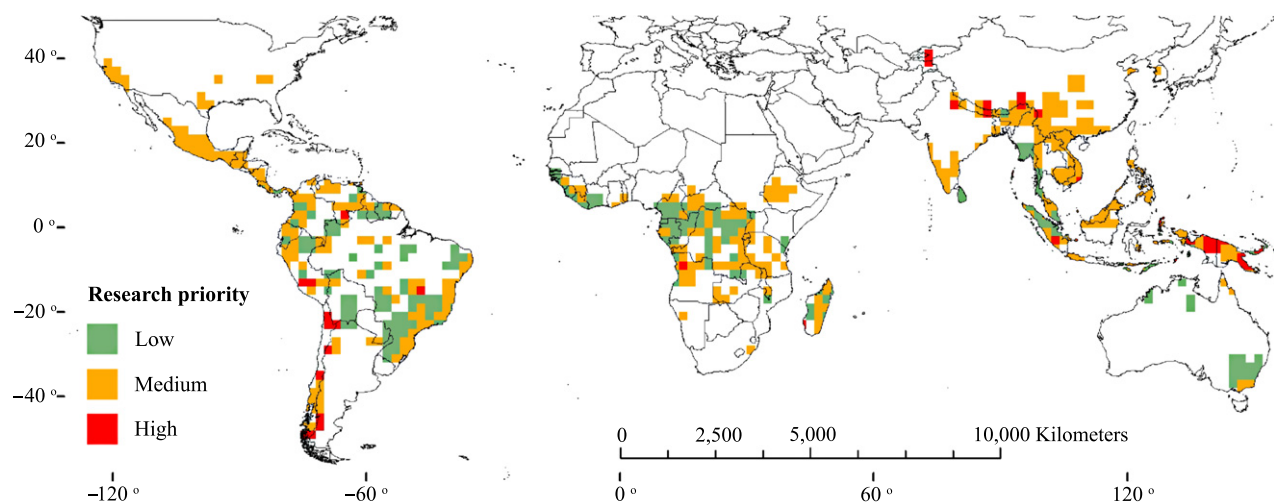 40 º
20 º
0 º
−20 º
−40 º
Research priority
Low
Medium
High
0 2,500 5,000 10,000 Kilometers
−120 º −60 º 0 º 60 º 120 º